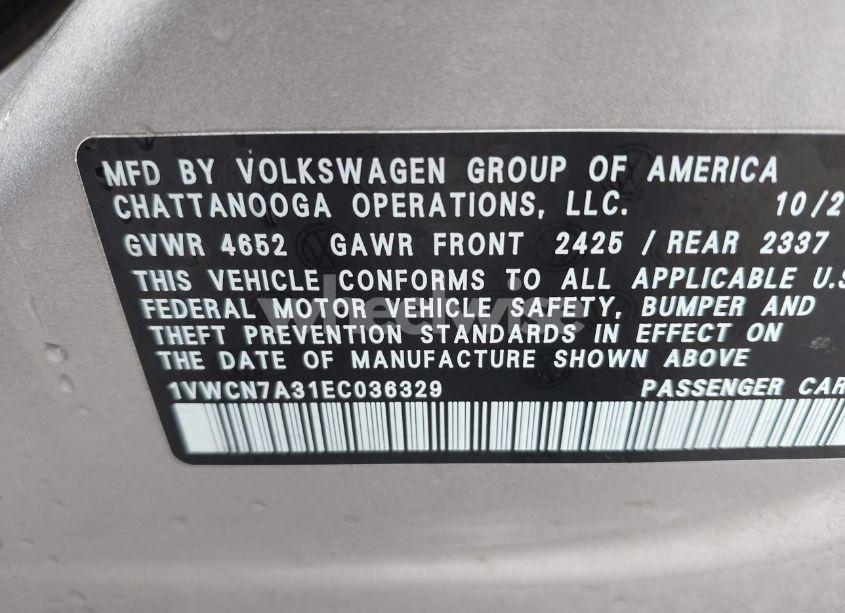 MFD BY VOLKSWAGEN GROUP OF AMERICA
CHATTANOOGA OPERATIONS, LLC. 10/2
GVWR 4652 GAWR FRONT 2425 / REAR 2337
THIS VEHICLE CONFORMS TO ALL APPLICABLE U.S
FEDERAL MOTOR VEHICLE SAFETY, BUMPER AND
THEFT PREVENTION STANDARDS IN EFFECT ON
THE DATE OF MANUFACTURE SHOWN ABOVE.
1VWCN7A31EC036329 PASSENGER CAR